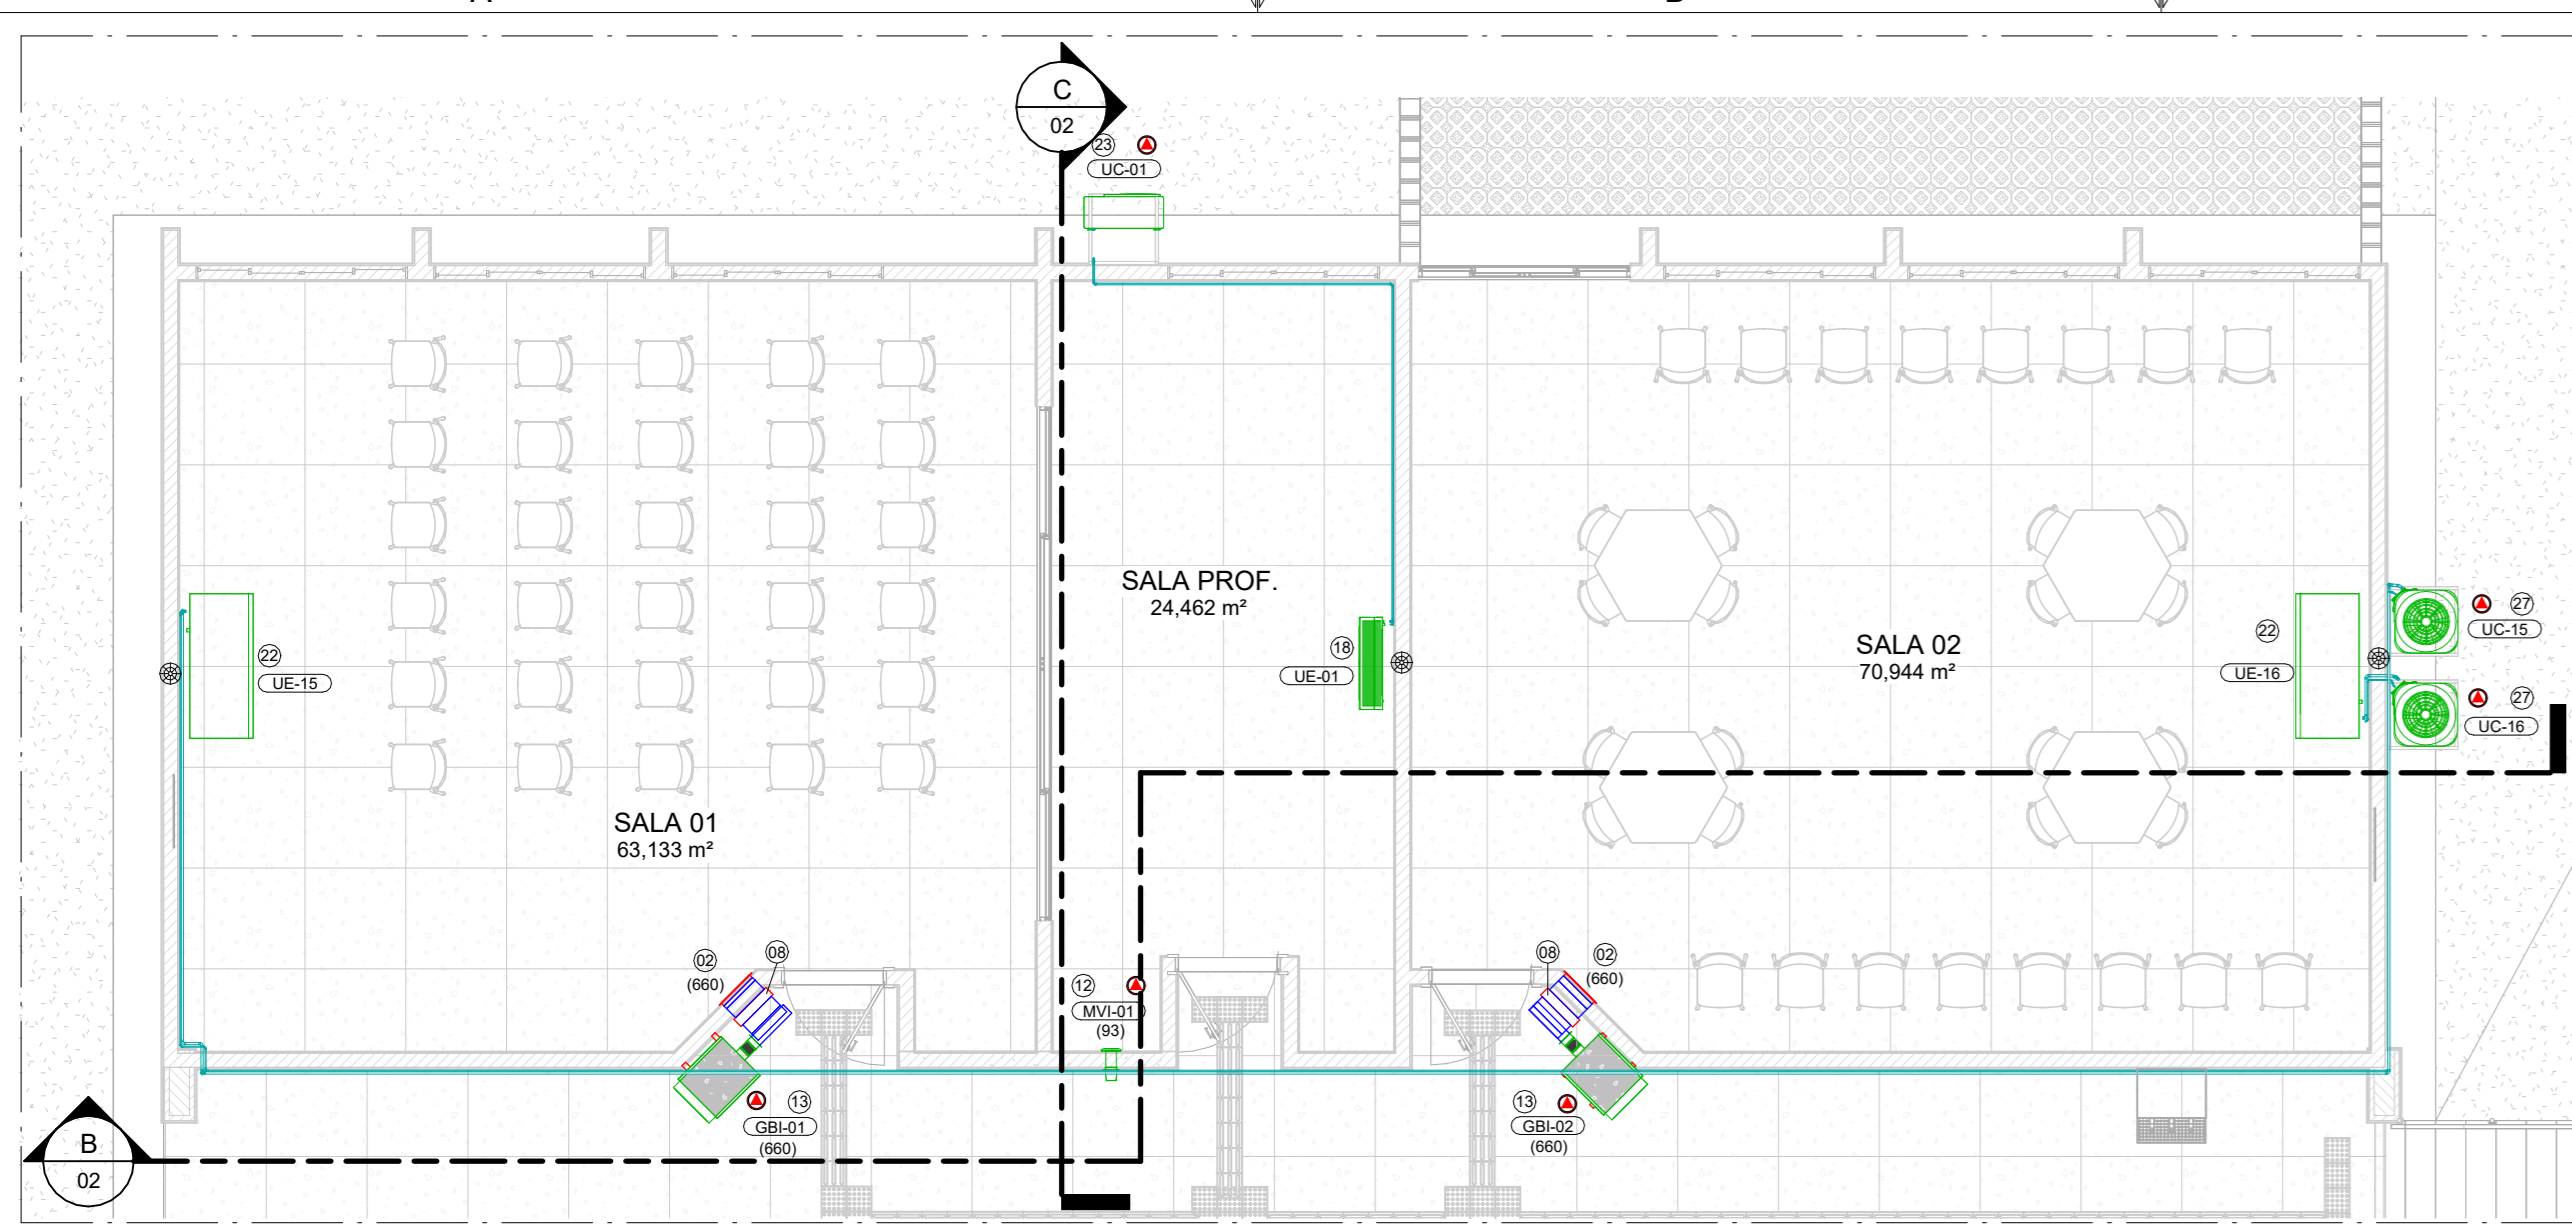 C
02
23
UC-01
SALA PROF.
24,462 m²
18
UE-01
22
UE-15
SALA 02
70,944 m²
22
UE-16
27
UC-15
27
UC-16
SALA 01
63,133 m²
02
(660)
08
12
MVI-01
(93)
08
02
(660)
13
GBI-01
(660)
13
GBI-02
(660)
B
02